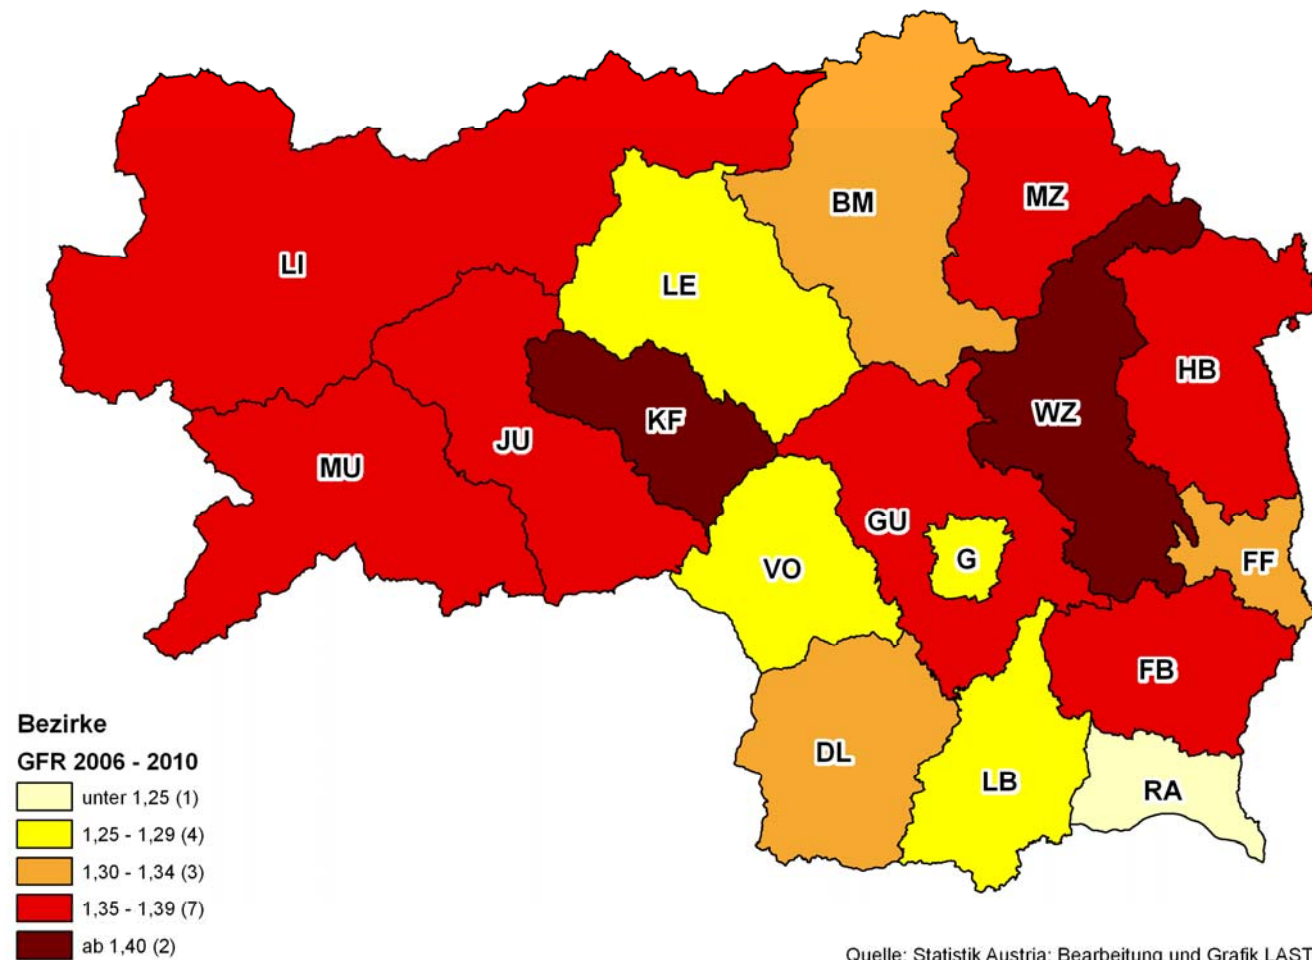 BM
MZ
LI
LE
HB
WZ
KF
JU
MU
GU
G
FF
VO
FB
DL
LB
RA
Bezirke
GFR 2006 - 2010
unter 1,25 (1)
1,25 - 1,29 (4)
1,30 - 1,34 (3)
1,35 - 1,39 (7)
ab 1,40 (2)
Quelle: Statistik Austria; Bearbeitung und Grafik LAST